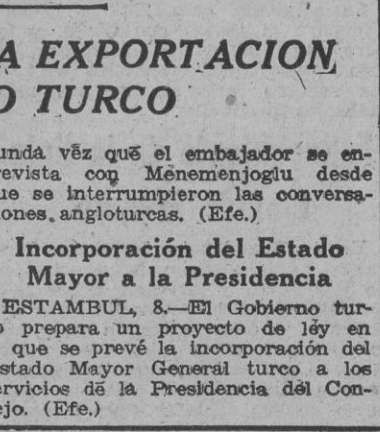 A EXPORTACION
O TURCO
unda vez que el embajador se en-
revista con Menemenjoglu desde
ue se interrumpieron las conversa-
iones angloturcas. (Efe.)
Incorporación del Estado
Mayor a la Presidencia
ESTAMBUL, 8.—El Gobierno tur-
o prepara un proyecto de ley en
que se prevé la incorporación del
stado Mayor General turco a los
ervicios de la Presidencia del Con-
ejo. (Efe.)